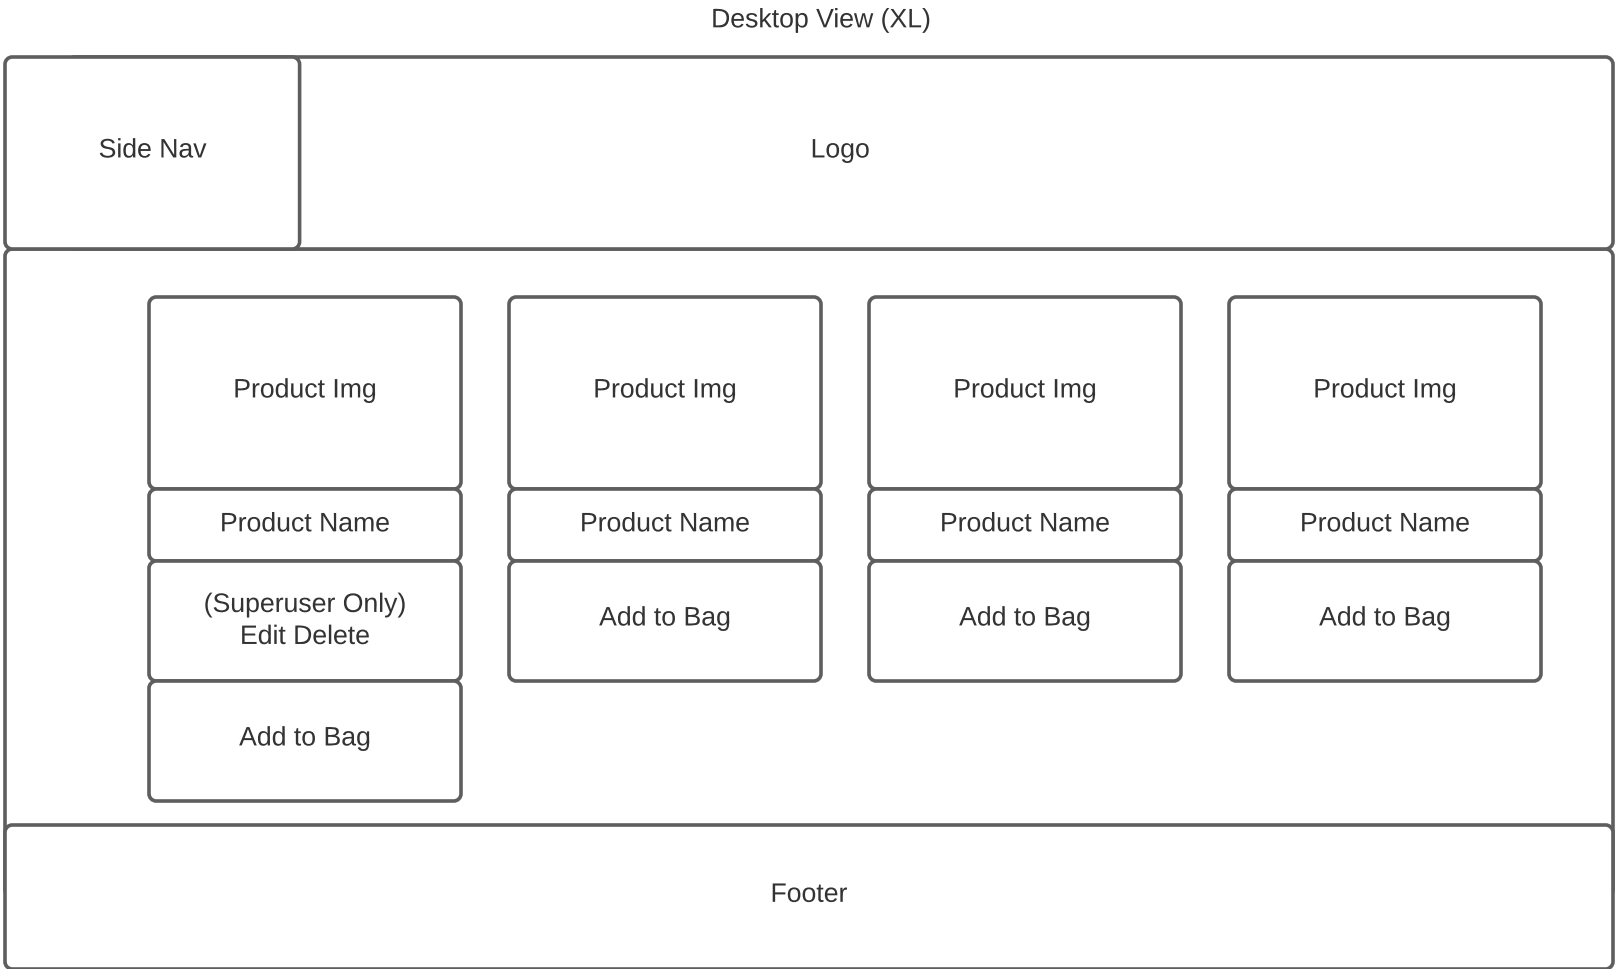 Desktop View (XL)
Side Nav
Logo
Product Img
Product Img
Product Img
Product Img
Product Name
Product Name
Product Name
Product Name
(Superuser Only)
Edit Delete
Add to Bag
Add to Bag
Add to Bag
Add to Bag
Footer